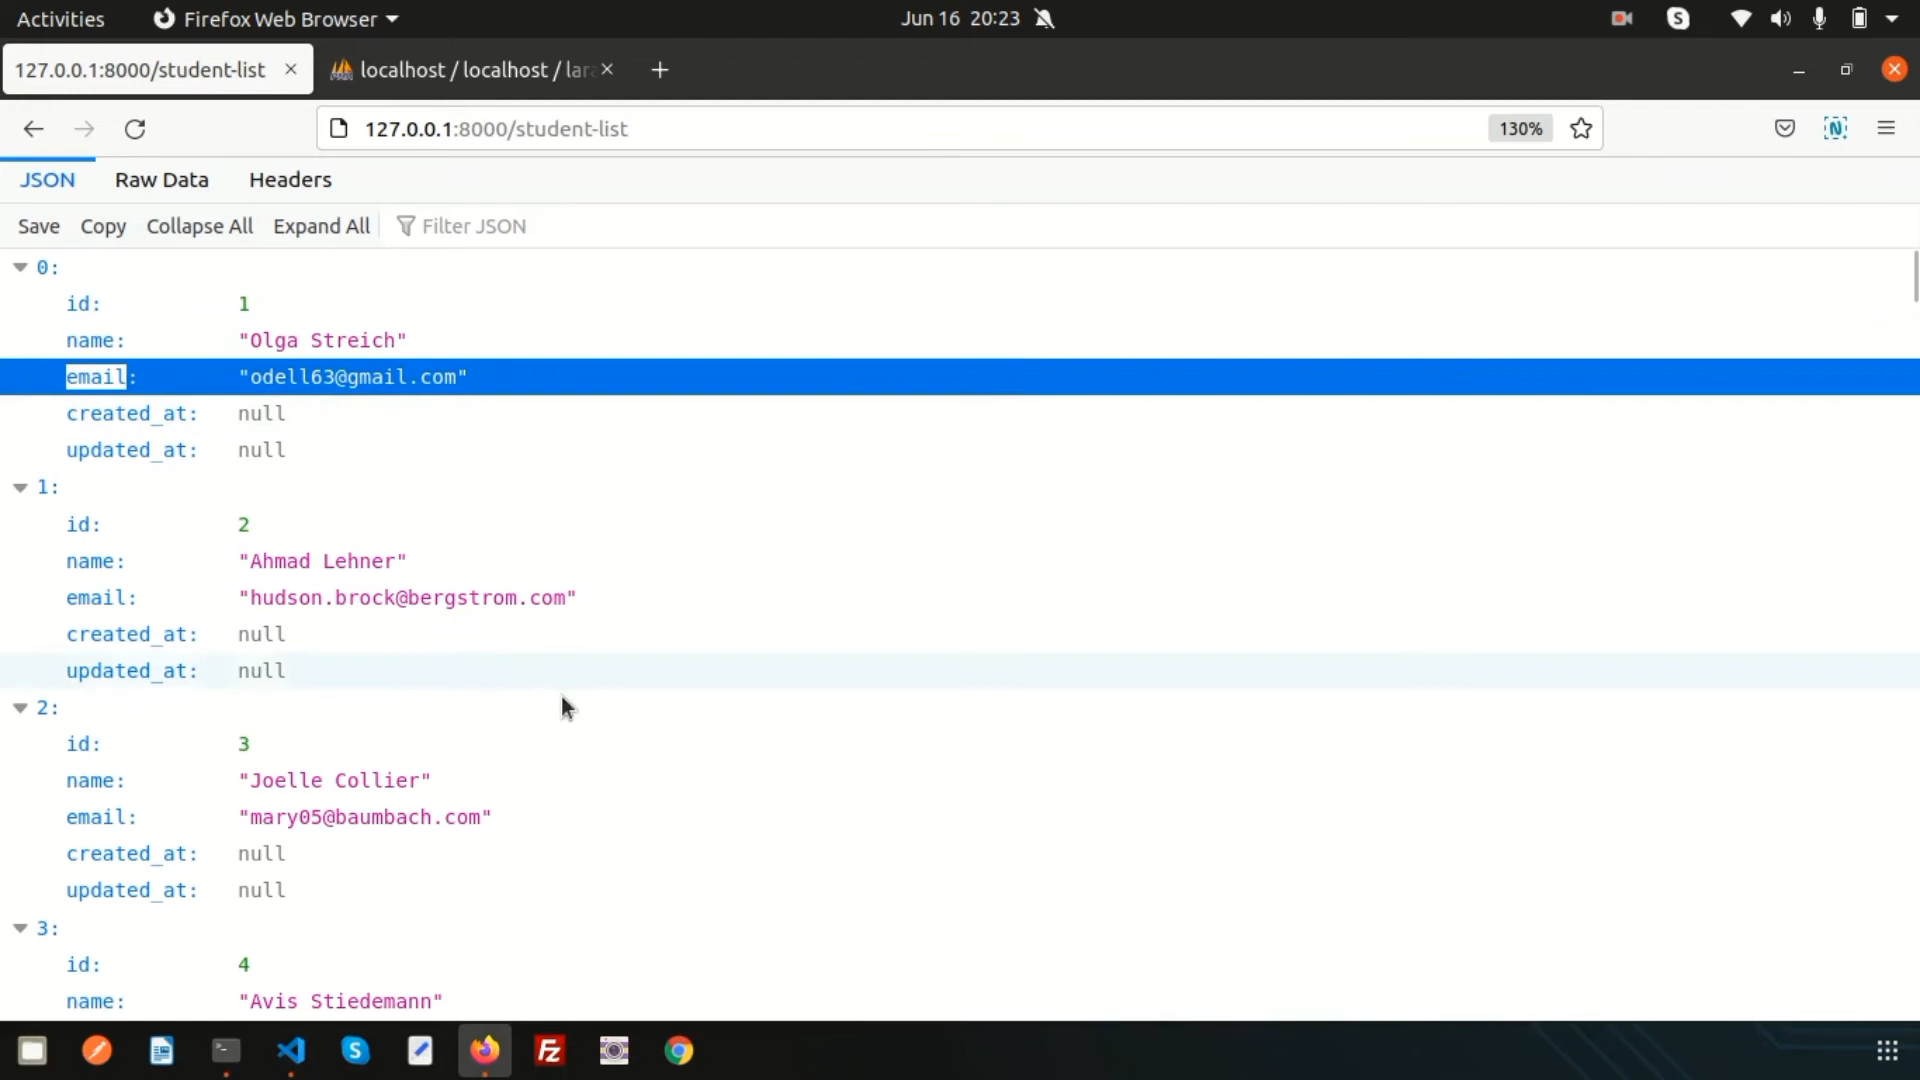 Activities Firefox Web Browser Jun 16 20:23
127.0.0.1:8000/student-list localhost / localhost / lar
127.0.0.1:8000/student-list 130%
JSON Raw Data Headers
Save Copy Collapse All Expand All Filter JSON
0:
id: 1
name: "Olga Streich"
email: "odell63@gmail.com"
created_at: null
updated_at: null
1:
id: 2
name: "Ahmad Lehner"
email: "hudson.brock@bergstrom.com"
created_at: null
updated_at: null
2:
id: 3
name: "Joelle Collier"
email: "mary05@baumbach.com"
created_at: null
updated_at: null
3:
id: 4
name: "Avis Stiedemann"